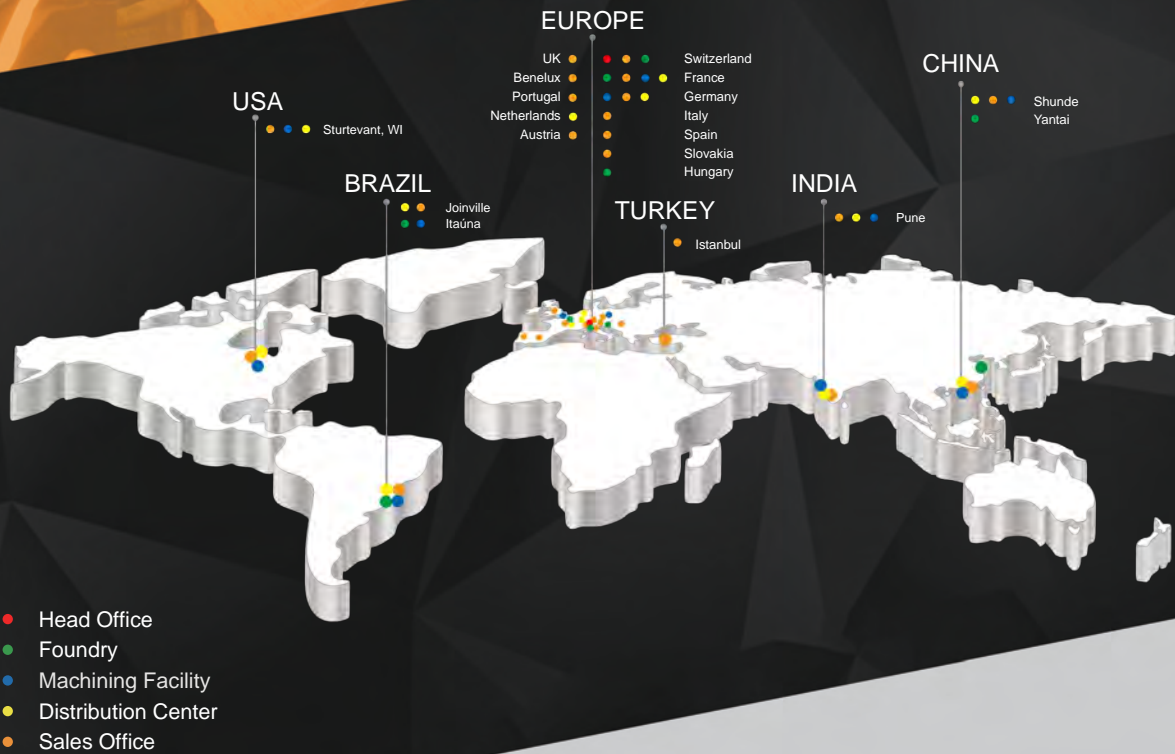 EUROPE
UK
Benelux
Portugal
Netherlands
Austria
Switzerland
France
Germany
Italy
Spain
Slovakia
Hungary
CHINA
Shunde
Yantai
USA
Sturtevant, WI
BRAZIL
Joinville
Itaúna
INDIA
Pune
TURKEY
Istanbul
Head Office
Foundry
Machining Facility
Distribution Center
Sales Office